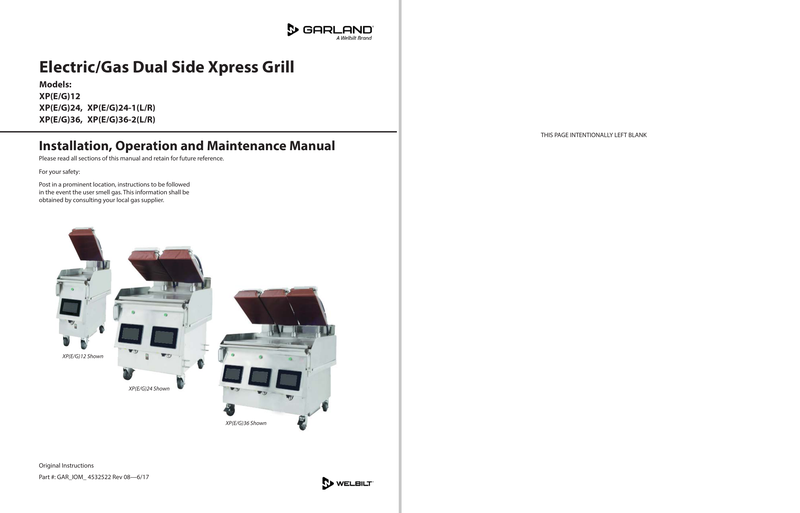 GARLAND
A Welbilt Brand
Electric/Gas Dual Side Xpress Grill
Models:
XP(E/G)12
XP(E/G)24, XP(E/G)24-1(L/R)
XP(E/G)36, XP(E/G)36-2(L/R)
Installation, Operation and Maintenance Manual
Please read all sections of this manual and retain for future reference.
For your safety:
Post in a prominent location, instructions to be followed
in the event the user smell gas. This information shall be
obtained by consulting your local gas supplier.
XP(E/G)12 Shown
XP(E/G)24 Shown
XP(E/G)36 Shown
Original Instructions
Part #: GAR_IOM_ 4532522 Rev 08—6/17
WELBILT
THIS PAGE INTENTIONALLY LEFT BLANK